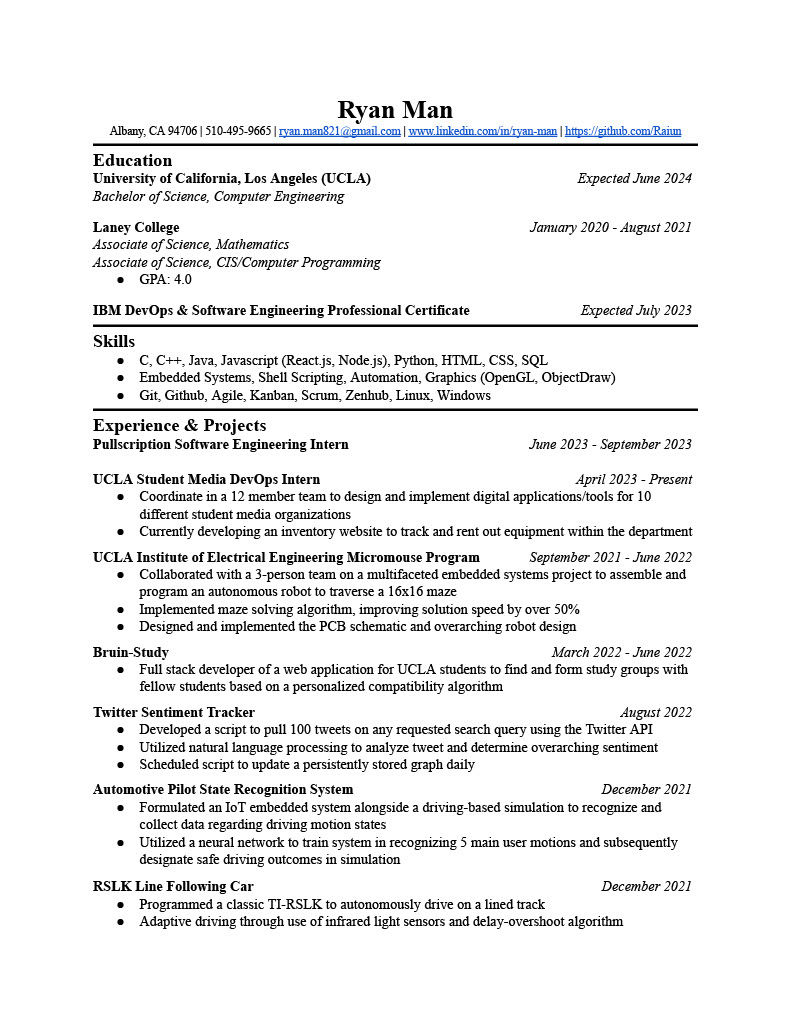 Ryan Man
Albany, CA 94706 | 510-495-9665 | ryan.man821@gmail.com | www.linkedin.com/in/ryan-man | https://github.com/Raiun
Education
University of California, Los Angeles (UCLA) Expected June 2024
Bachelor of Science, Computer Engineering
Laney College January 2020 - August 2021
Associate of Science, Mathematics
Associate of Science, CIS/Computer Programming
● GPA: 4.0
IBM DevOps & Software Engineering Professional Certificate Expected July 2023
Skills
● C, C++, Java, Javascript (React.js, Node.js), Python, HTML, CSS, SQL
● Embedded Systems, Shell Scripting, Automation, Graphics (OpenGL, ObjectDraw)
● Git, Github, Agile, Kanban, Scrum, Zenhub, Linux, Windows
Experience & Projects
Pullscription Software Engineering Intern June 2023 - September 2023
UCLA Student Media DevOps Intern April 2023 - Present
● Coordinate in a 12 member team to design and implement digital applications/tools for 10
different student media organizations
● Currently developing an inventory website to track and rent out equipment within the department
UCLA Institute of Electrical Engineering Micromouse Program September 2021 - June 2022
● Collaborated with a 3-person team on a multifaceted embedded systems project to assemble and
program an autonomous robot to traverse a 16x16 maze
● Implemented maze solving algorithm, improving solution speed by over 50%
● Designed and implemented the PCB schematic and overarching robot design
Bruin-Study March 2022 - June 2022
● Full stack developer of a web application for UCLA students to find and form study groups with
fellow students based on a personalized compatibility algorithm
Twitter Sentiment Tracker August 2022
● Developed a script to pull 100 tweets on any requested search query using the Twitter API
● Utilized natural language processing to analyze tweet and determine overarching sentiment
● Scheduled script to update a persistently stored graph daily
Automotive Pilot State Recognition System December 2021
● Formulated an IoT embedded system alongside a driving-based simulation to recognize and
collect data regarding driving motion states
● Utilized a neural network to train system in recognizing 5 main user motions and subsequently
designate safe driving outcomes in simulation
RSLK Line Following Car December 2021
● Programmed a classic TI-RSLK to autonomously drive on a lined track
● Adaptive driving through use of infrared light sensors and delay-overshoot algorithm